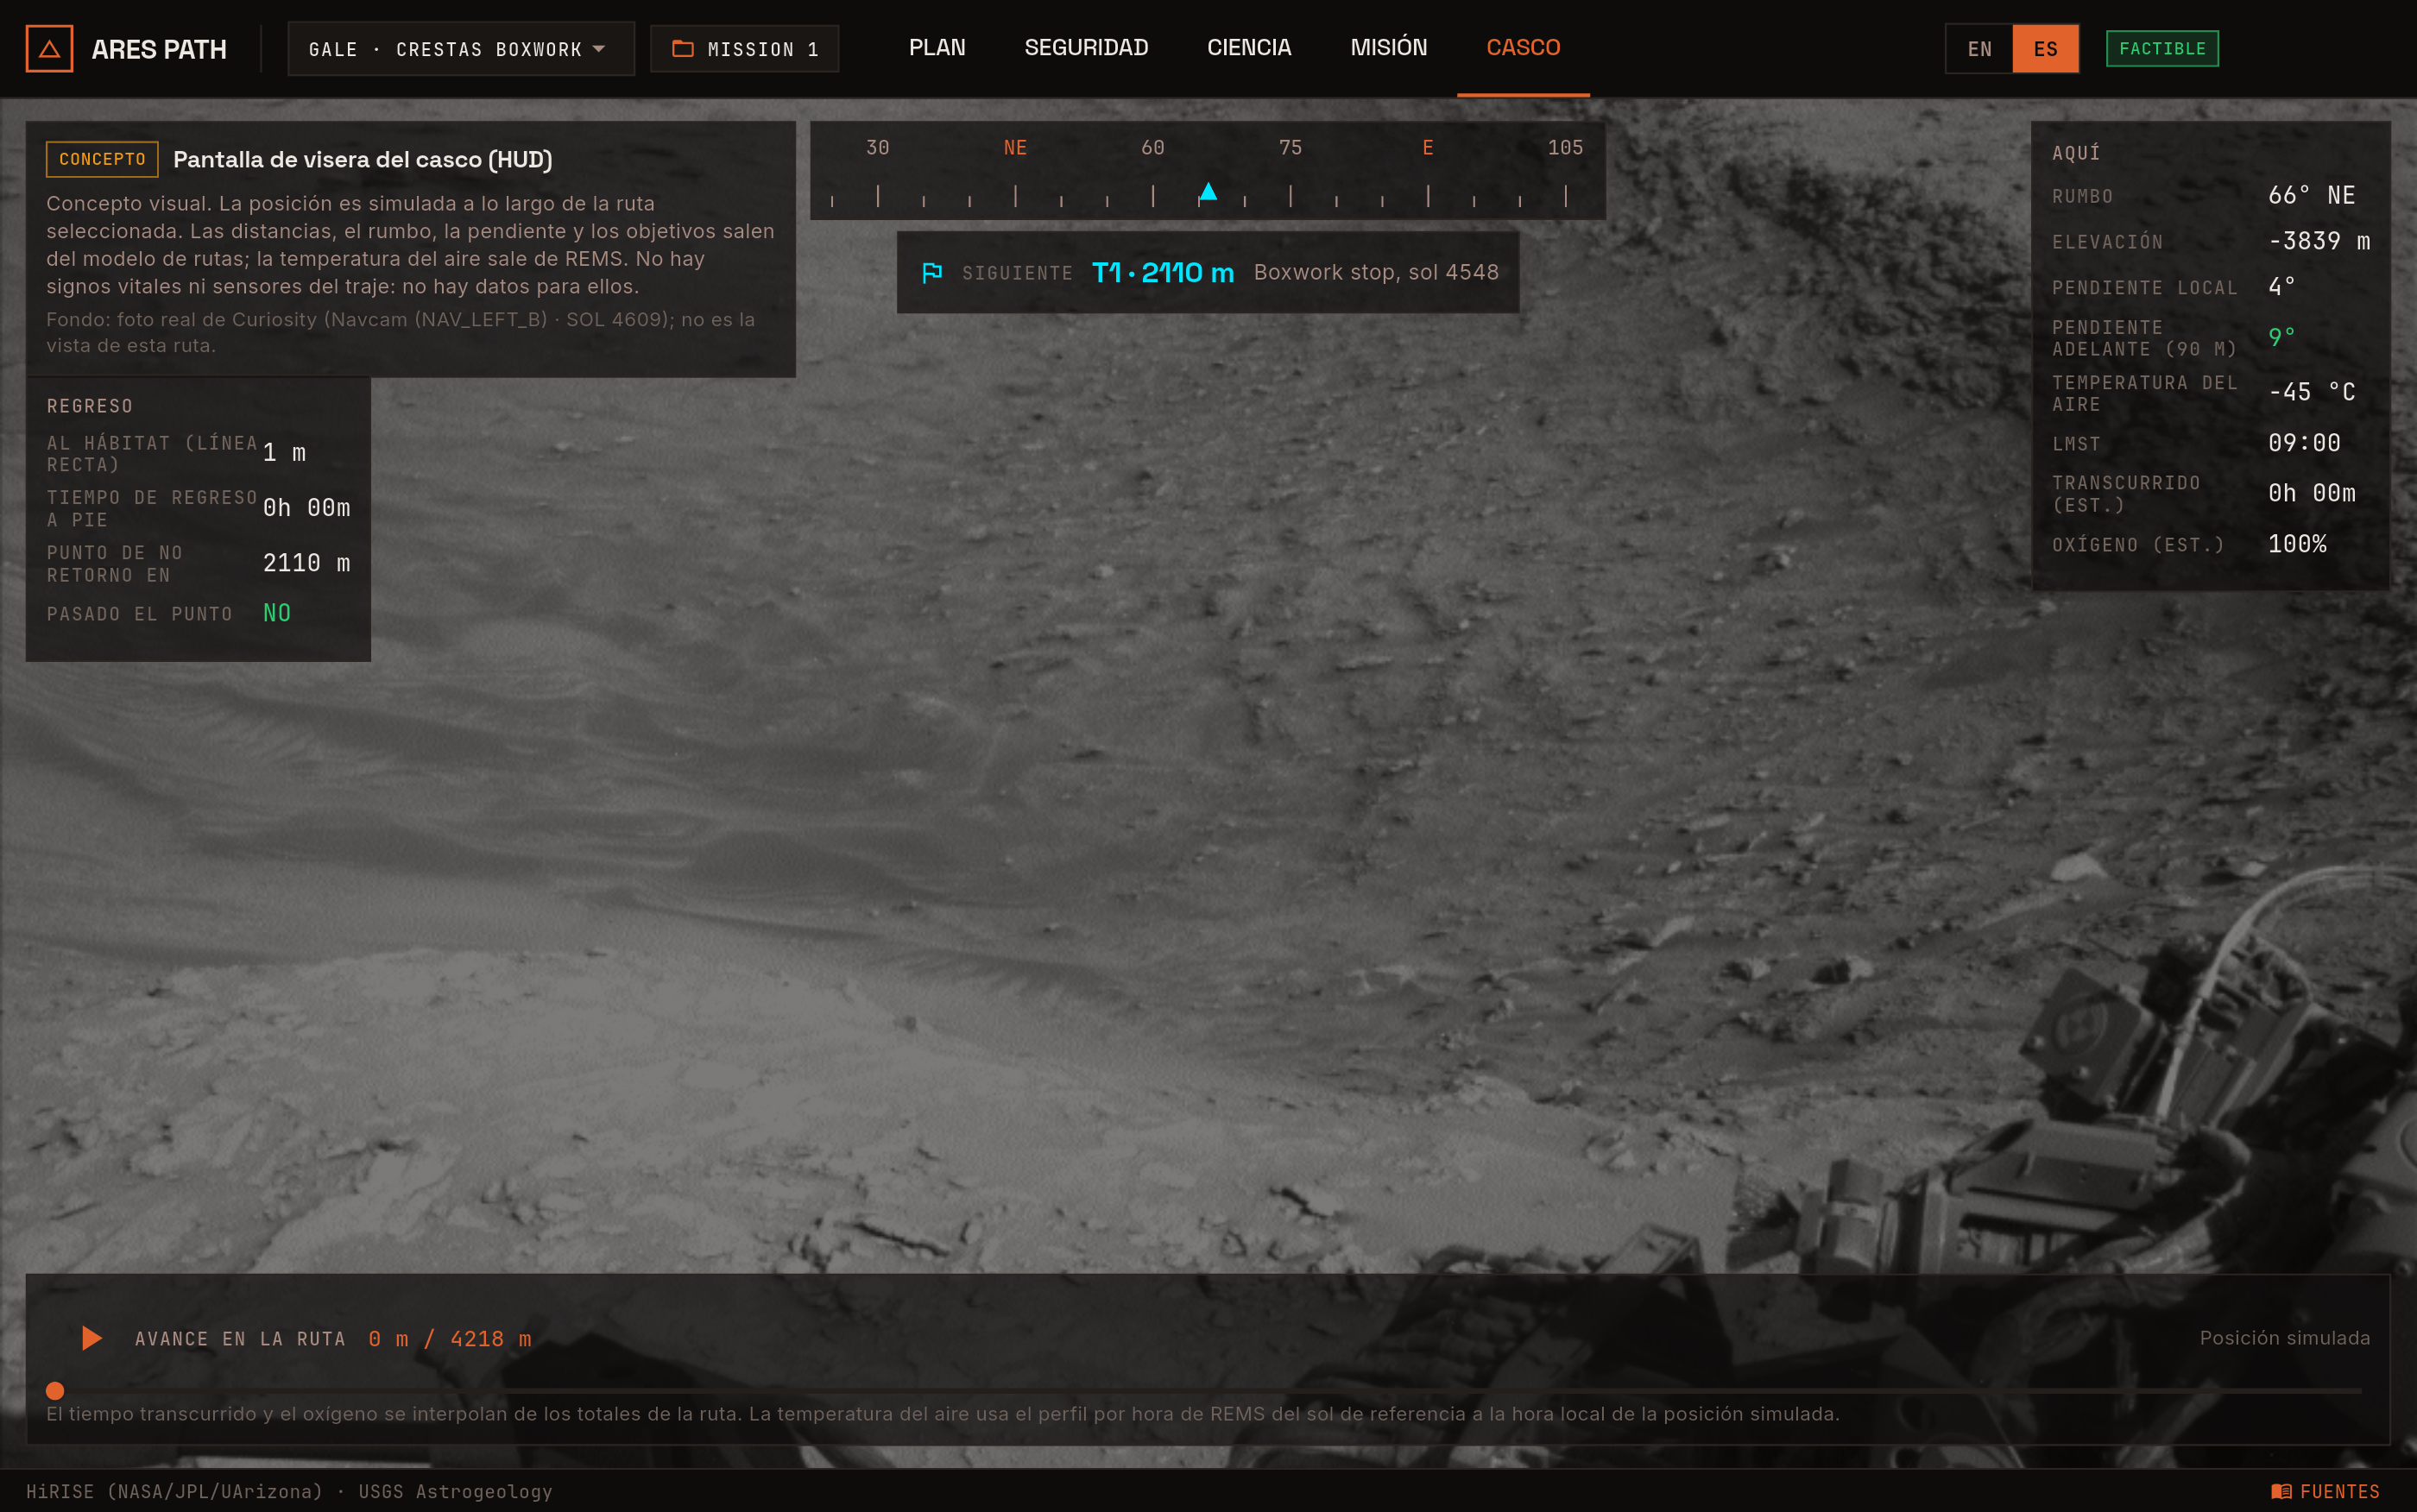 ARES PATH
GALE · CRESTAS BOXWORK
MISSION 1
PLAN
SEGURIDAD
CIENCIA
MISIÓN
CASCO
EN
ES
FACTIBLE
CONCEPTO
Pantalla de visera del casco (HUD)
Concepto visual. La posición es simulada a lo largo de la ruta
seleccionada. Las distancias, el rumbo, la pendiente y los objetivos salen
del modelo de rutas; la temperatura del aire sale de REMS. No hay
signos vitales ni sensores del traje: no hay datos para ellos.
Fondo: foto real de Curiosity (Navcam (NAV_LEFT_B) · SOL 4609); no es la
vista de esta ruta.
REGRESO
AL HÁBITAT (LÍNEA
RECTA)
1 m
TIEMPO DE REGRESO
A PIE
0h 00m
PUNTO DE NO
RETORNO EN
2110 m
PASADO EL PUNTO
NO
30 NE 60 75 E 105
SIGUIENTE T1 · 2110 m Boxwork stop, sol 4548
AQUÍ
RUMBO 66° NE
ELEVACIÓN -3839 m
PENDIENTE LOCAL 4°
PENDIENTE
ADELANTE (90 M)
9°
TEMPERATURA DEL
AIRE
-45 °C
LMST 09:00
TRANSCURRIDO
(EST.)
0h 00m
OXÍGENO (EST.) 100%
AVANCE EN LA RUTA 0 m / 4218 m
Posición simulada
El tiempo transcurrido y el oxígeno se interpolan de los totales de la ruta. La temperatura del aire usa el perfil por hora de REMS del sol de referencia a la hora local de la posición simulada.
HiRISE (NASA/JPL/UArizona) · USGS Astrogeology
FUENTES